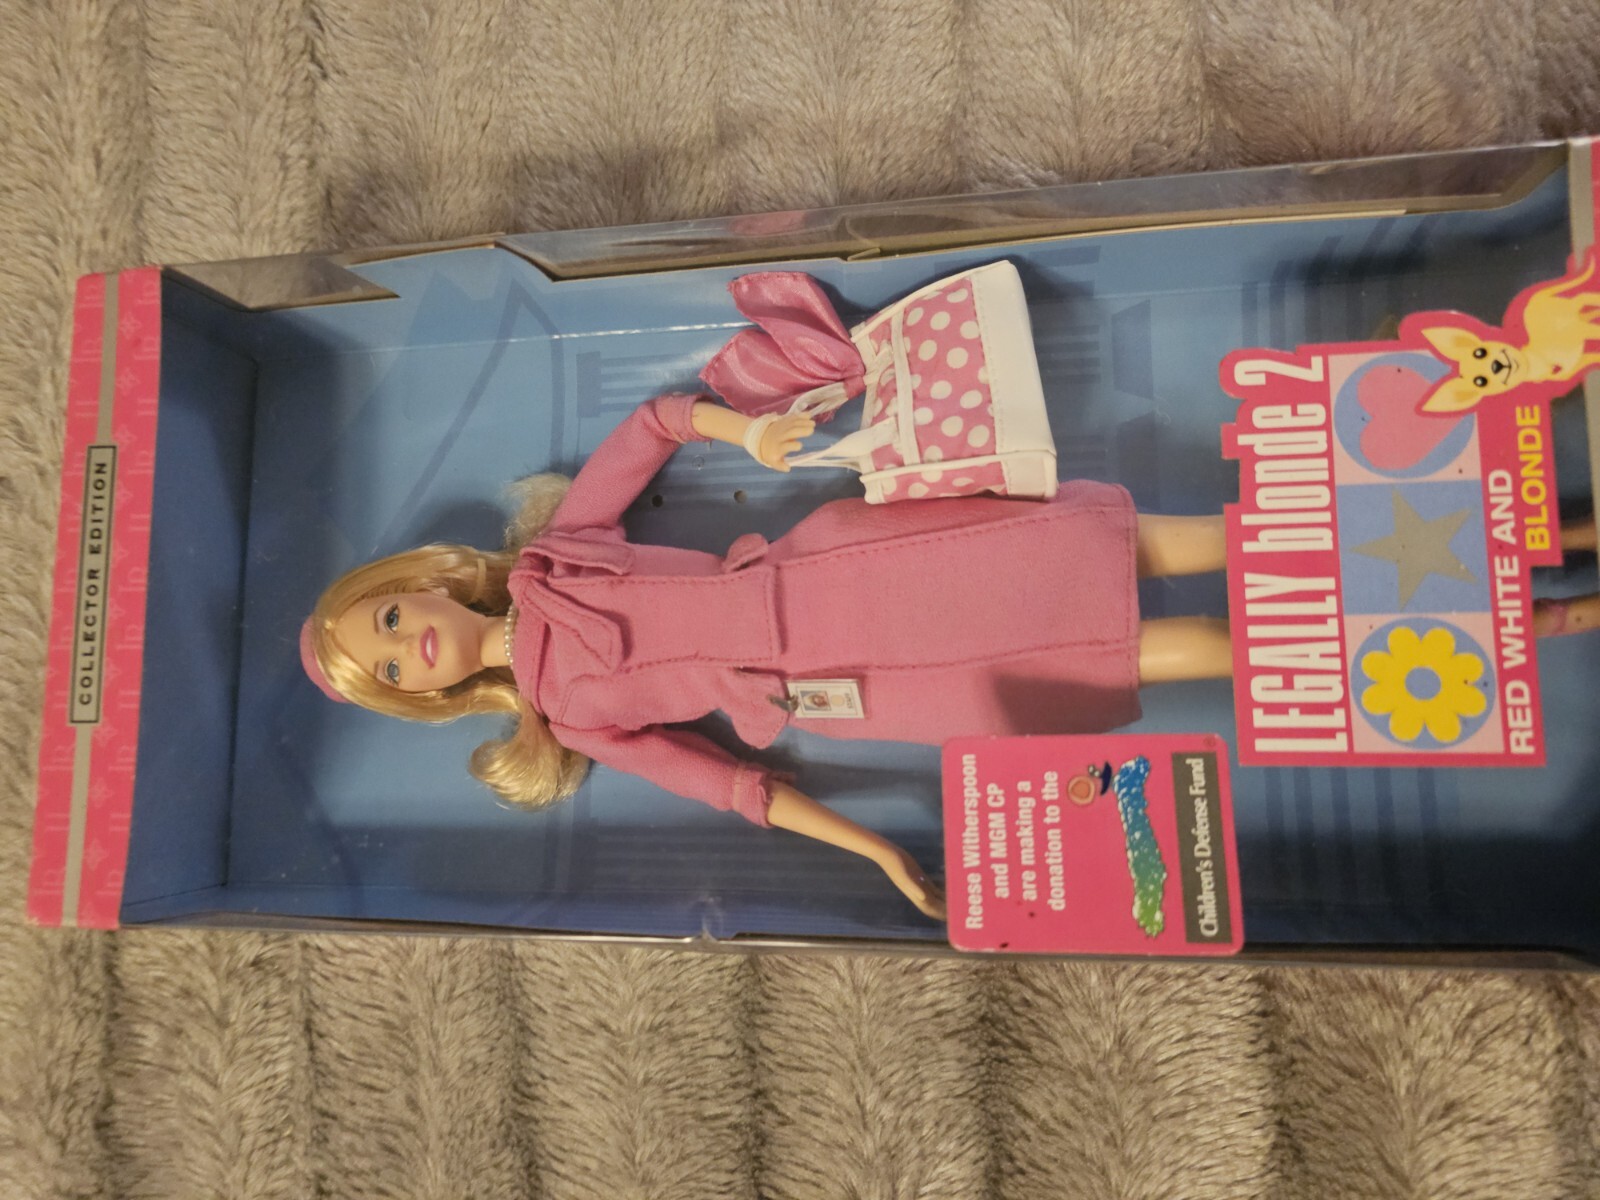 COLLECTOR EDITION
Reese Witherspoon
and MGM CP
are making a
donation to the
Children's Defense Fund
LEGALLY blonde 2
RED WHITE AND
BLONDE